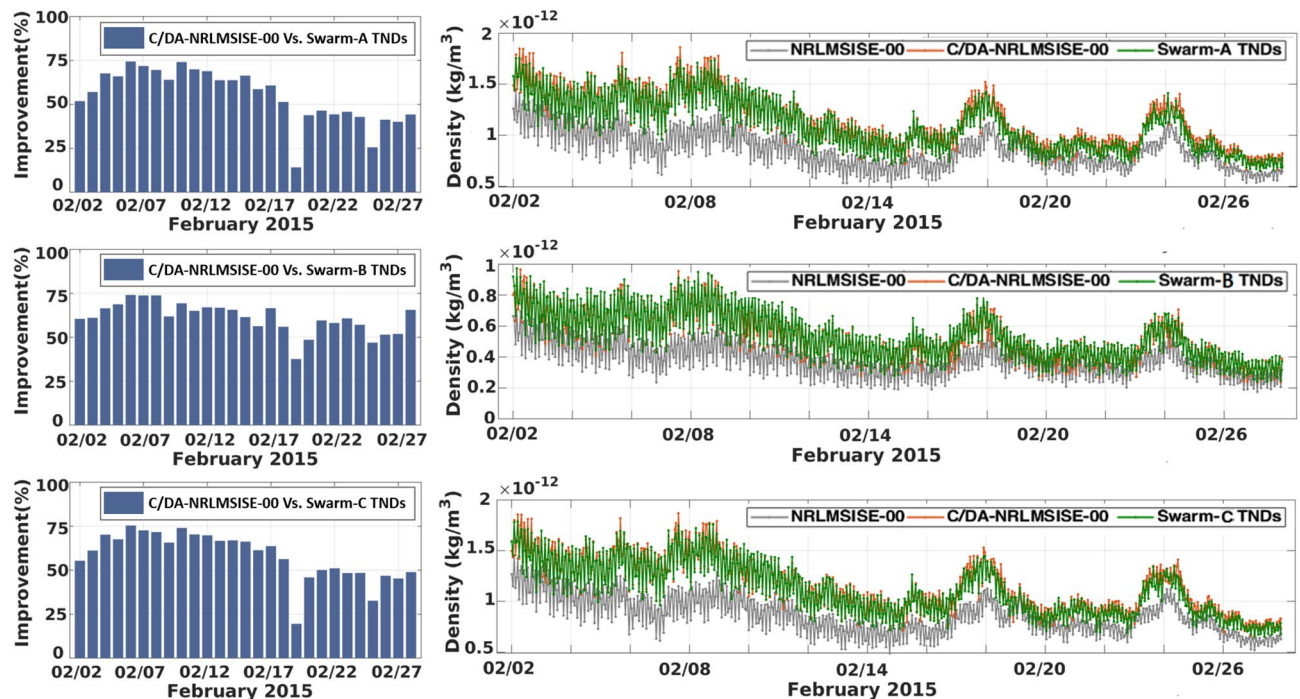 100
75
50
25
0
Improvement(%)
C/DA-NRLMSISE-00 Vs. Swarm-A TNDs
02/02 02/07 02/12 02/17 02/22 02/27
February 2015
×10⁻¹²
2
1.5
1
0.5
Density (kg/m³)
NRLMSISE-00 C/DA-NRLMSISE-00 Swarm-A TNDs
02/02 02/08 02/14 02/20 02/26
February 2015
100
75
50
25
0
Improvement(%)
C/DA-NRLMSISE-00 Vs. Swarm-B TNDs
02/02 02/07 02/12 02/17 02/22 02/27
February 2015
×10⁻¹²
1
0.8
0.6
0.4
0.2
0
Density (kg/m³)
NRLMSISE-00 C/DA-NRLMSISE-00 Swarm-B TNDs
02/02 02/08 02/14 02/20 02/26
February 2015
100
75
50
25
0
Improvement(%)
C/DA-NRLMSISE-00 Vs. Swarm-C TNDs
02/02 02/07 02/12 02/17 02/22 02/27
February 2015
×10⁻¹²
2
1.5
1
0.5
Density (kg/m³)
NRLMSISE-00 C/DA-NRLMSISE-00 Swarm-C TNDs
02/02 02/08 02/14 02/20 02/26
February 2015